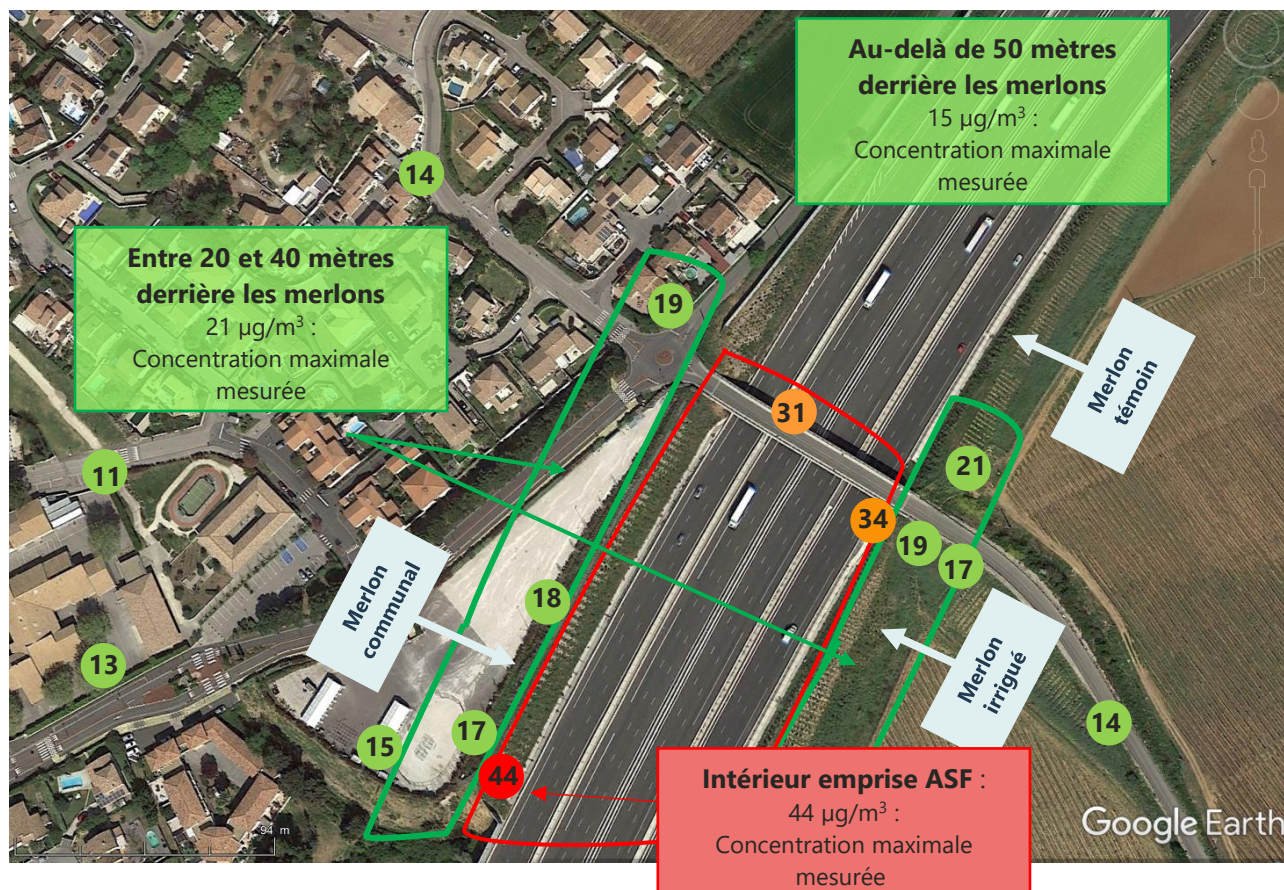 Au-delà de 50 mètres
derrière les merlons
15 µg/m³ :
Concentration maximale
mesurée
14
Entre 20 et 40 mètres
derrière les merlons
21 µg/m³ :
Concentration maximale
mesurée
19
Merlon
témoin
31
11
21
34
19
17
Merlon
communal
18
Merlon
irrigué
13
14
15
17
44
Intérieur emprise ASF :
44 µg/m³ :
Concentration maximale
mesurée
94 m
Google Earth